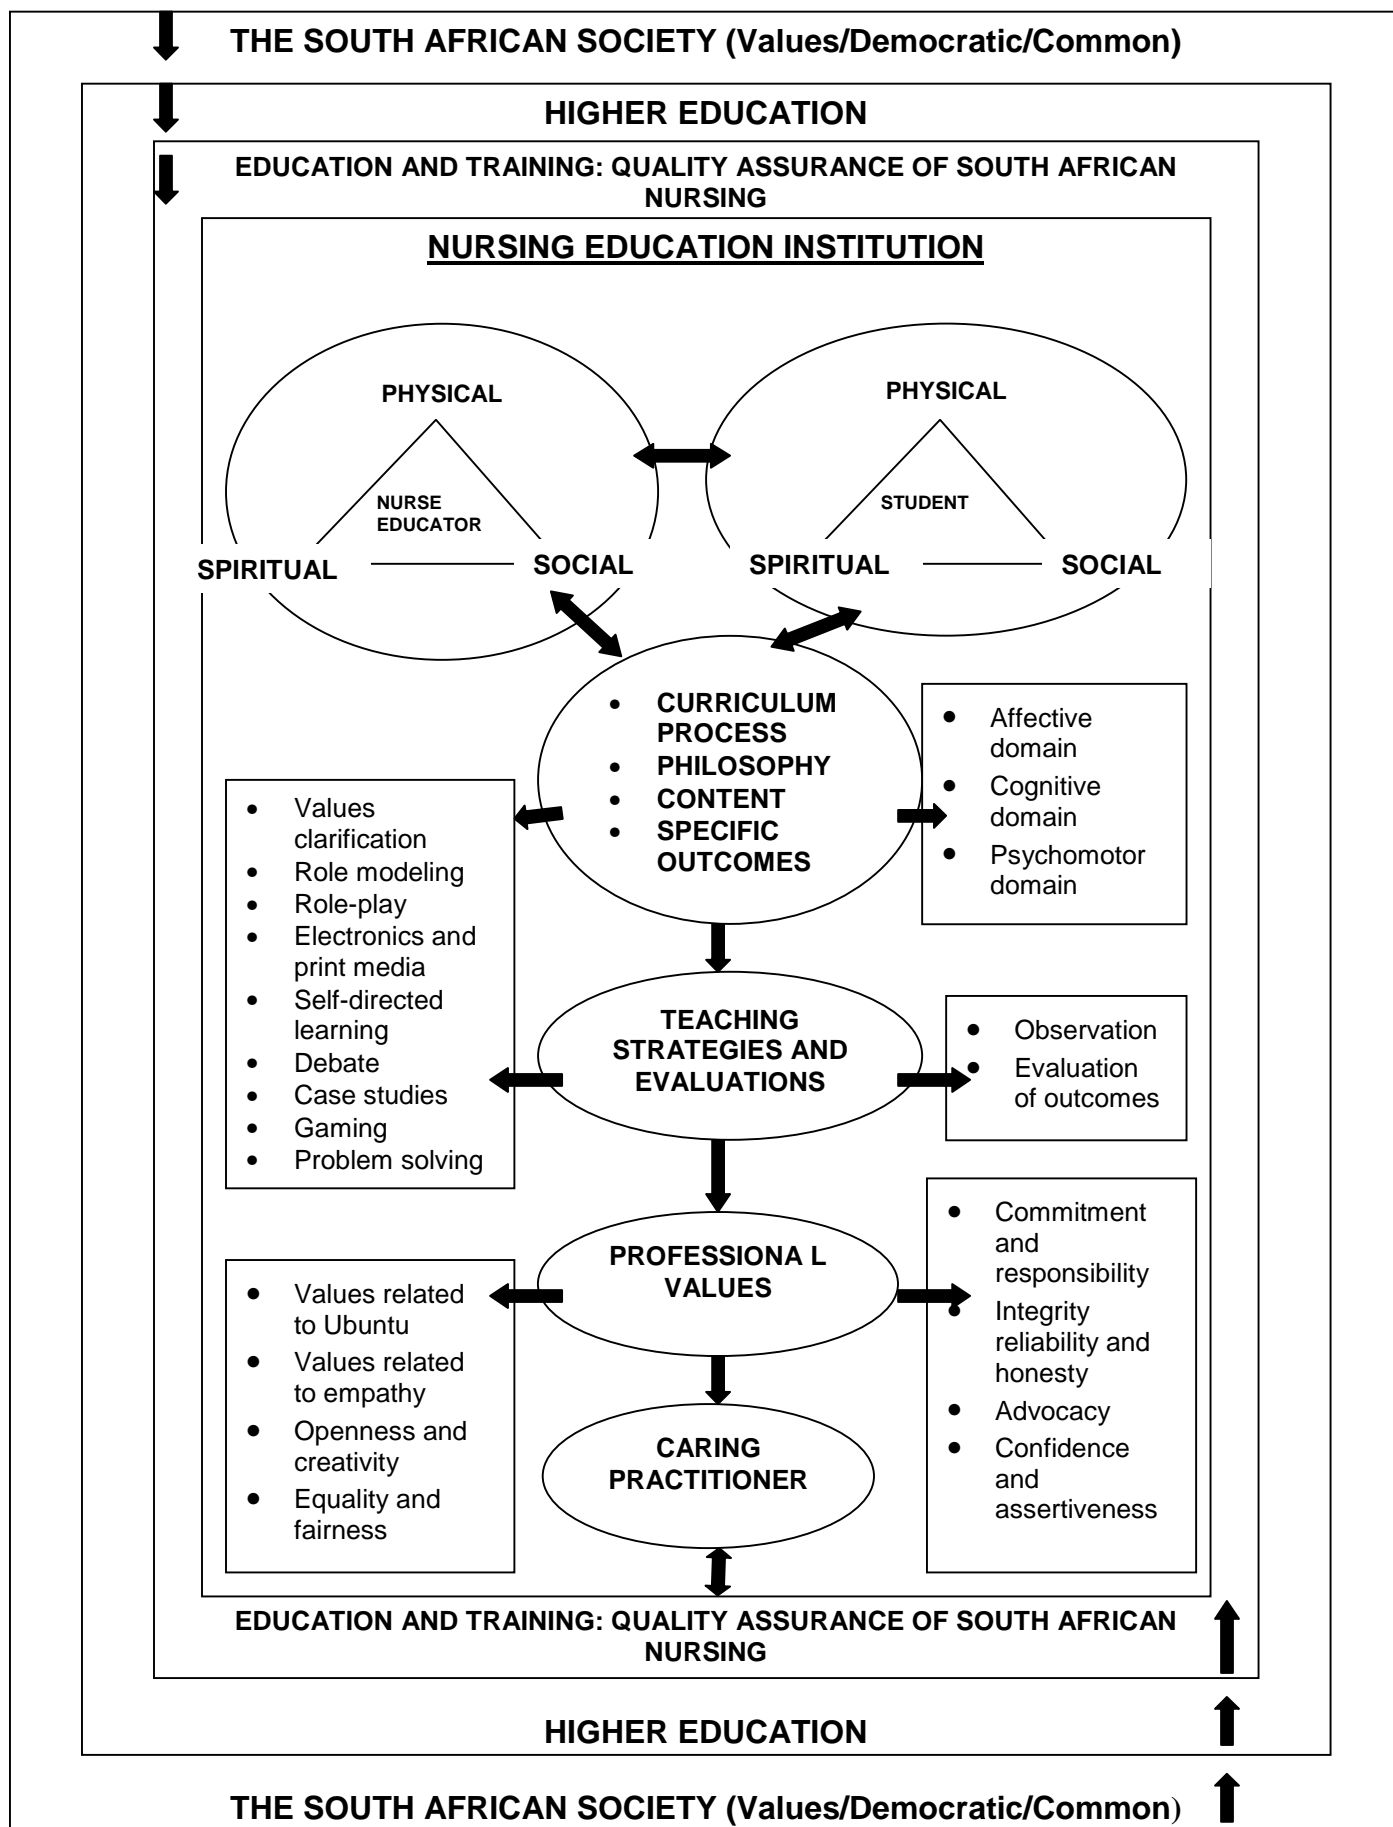 THE SOUTH AFRICAN SOCIETY (Values/Democratic/Common)
HIGHER EDUCATION
EDUCATION AND TRAINING: QUALITY ASSURANCE OF SOUTH AFRICAN
NURSING
NURSING EDUCATION INSTITUTION
PHYSICAL
NURSE
EDUCATOR
SPIRITUAL
SOCIAL
PHYSICAL
STUDENT
SPIRITUAL
SOCIAL
• CURRICULUM
PROCESS
• PHILOSOPHY
• CONTENT
• SPECIFIC
OUTCOMES
• Affective
domain
• Cognitive
domain
• Psychomotor
domain
• Values
clarification
• Role modeling
• Role-play
• Electronics and
print media
• Self-directed
learning
• Debate
• Case studies
• Gaming
• Problem solving
TEACHING
STRATEGIES AND
EVALUATIONS
• Observation
• Evaluation
of outcomes
PROFESSIONA L
VALUES
• Values related
to Ubuntu
• Values related
to empathy
• Openness and
creativity
• Equality and
fairness
• Commitment
and
responsibility
• Integrity
reliability and
honesty
• Advocacy
• Confidence
and
assertiveness
CARING
PRACTITIONER
EDUCATION AND TRAINING: QUALITY ASSURANCE OF SOUTH AFRICAN
NURSING
HIGHER EDUCATION
THE SOUTH AFRICAN SOCIETY (Values/Democratic/Common)